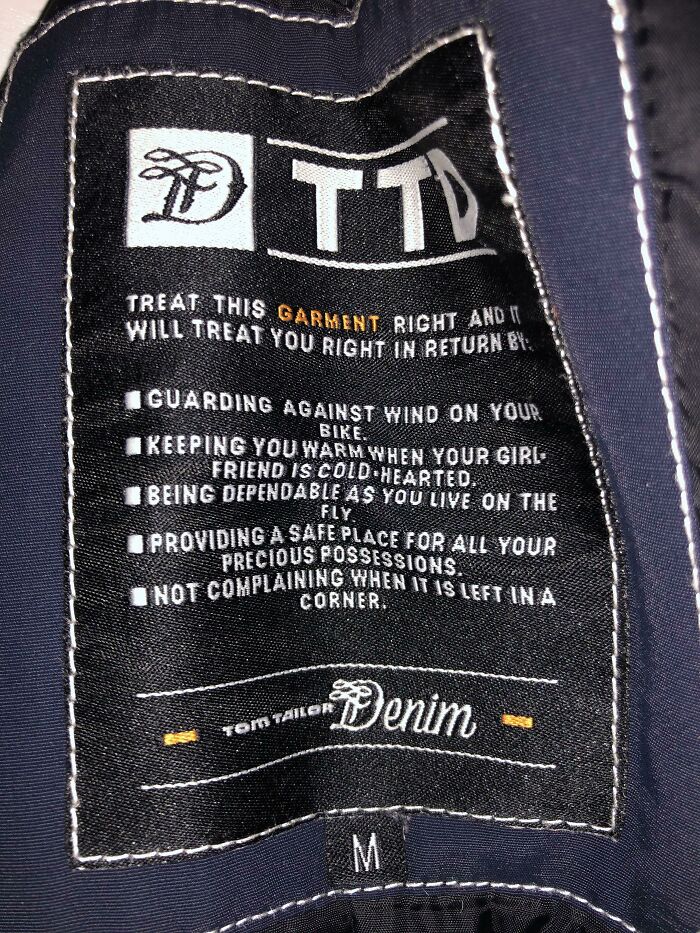 TTD
TREAT THIS GARMENT RIGHT AND IT
WILL TREAT YOU RIGHT IN RETURN BY:
GUARDING AGAINST WIND ON YOUR
BIKE.
KEEPING YOU WARM WHEN YOUR GIRL-
FRIEND IS COLD-HEARTED.
BEING DEPENDABLE AS YOU LIVE ON THE
FLY.
PROVIDING A SAFE PLACE FOR ALL YOUR
PRECIOUS POSSESSIONS.
NOT COMPLAINING WHEN IT IS LEFT IN A
CORNER.
TOM TAILOR Denim
M